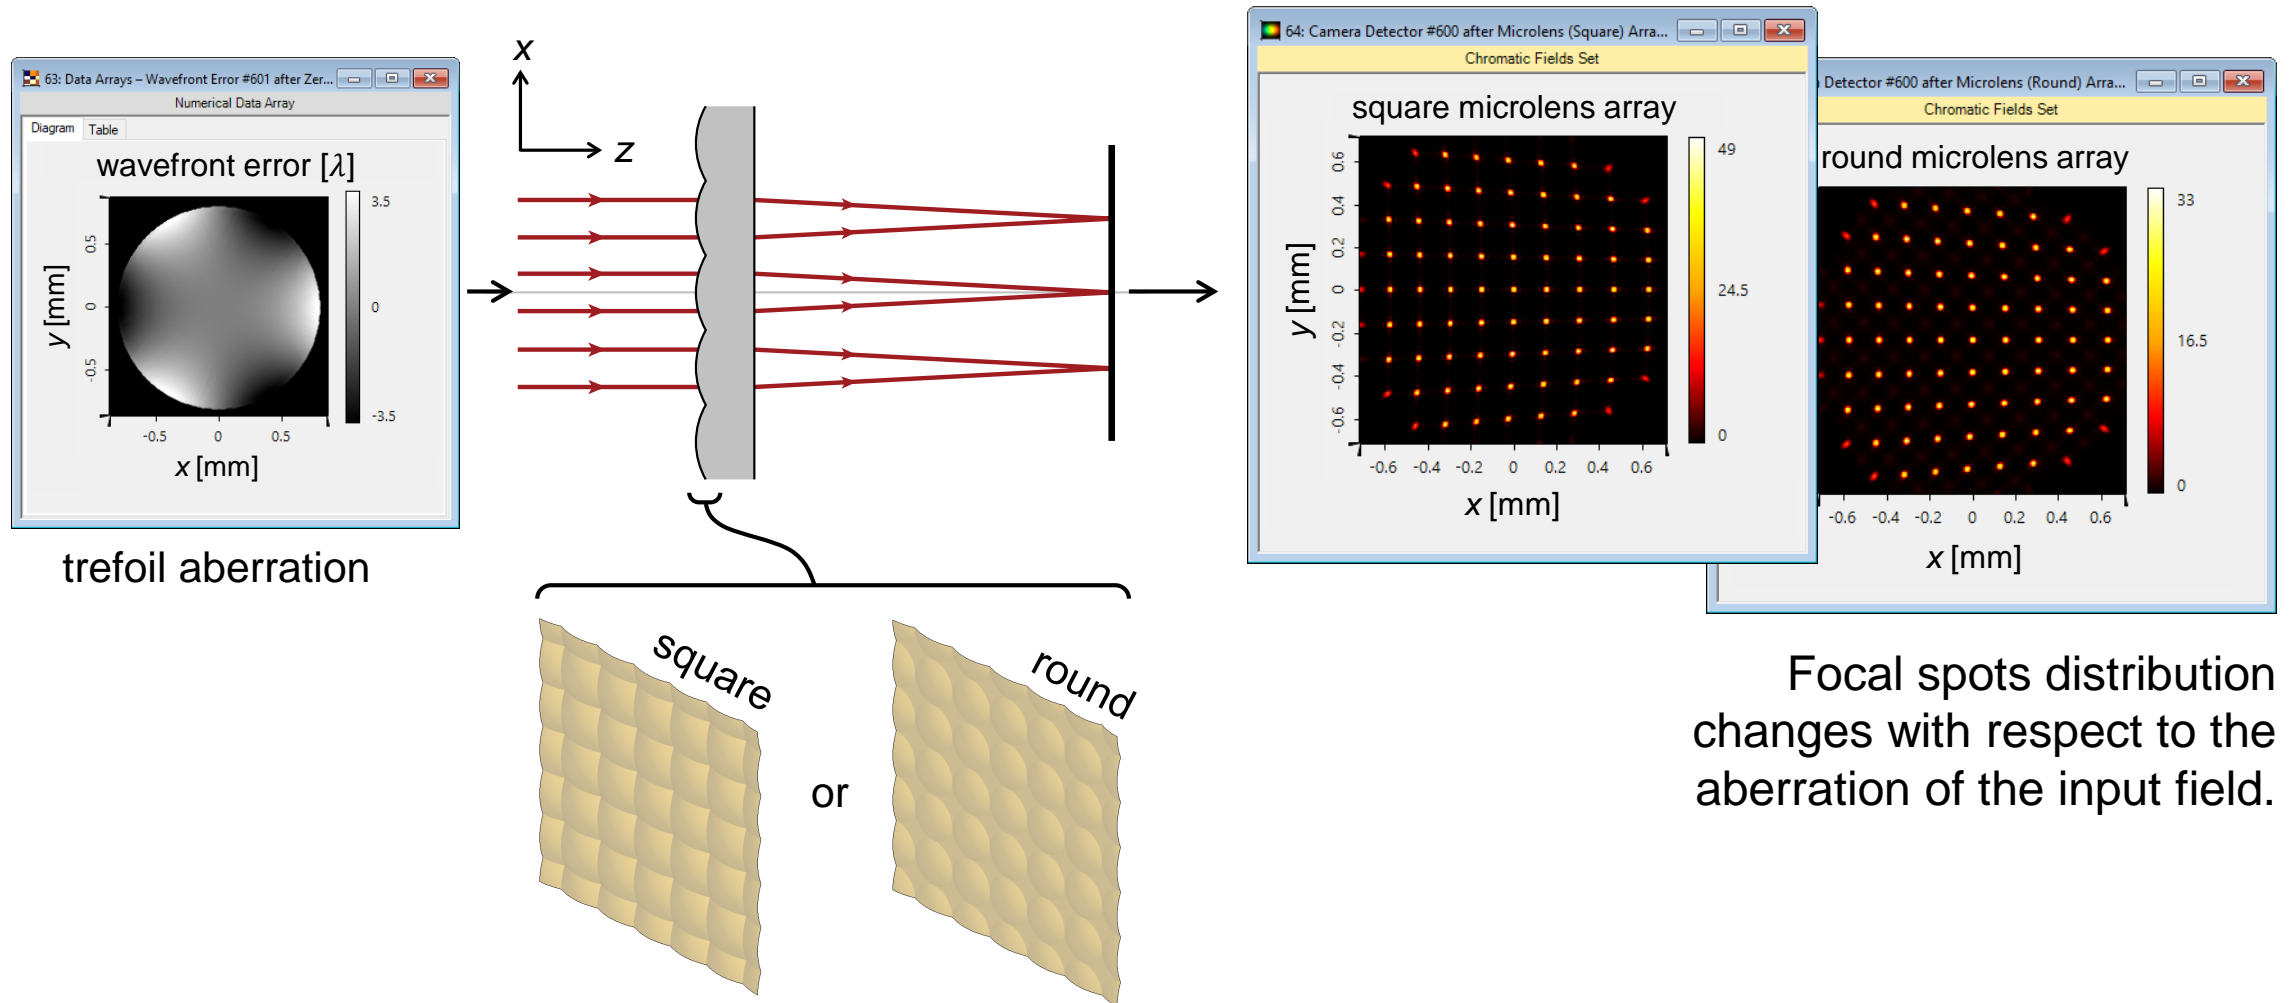 63: Data Arrays – Wavefront Error #601 after Zer...
Numerical Data Array
Diagram Table
wavefront error [λ]
3.5
0
-3.5
y [mm]
0.5
0
-0.5
-0.5 0 0.5
x [mm]
trefoil aberration
x
z
square
or
round
64: Camera Detector #600 after Microlens (Square) Arra...
Chromatic Fields Set
square microlens array
49
24.5
0
y [mm]
0.6
0.4
0.2
0
-0.2
-0.4
-0.6
-0.6 -0.4 -0.2 0 0.2 0.4 0.6
x [mm]
Detector #600 after Microlens (Round) Arra...
Chromatic Fields Set
round microlens array
33
16.5
0
-0.6 -0.4 -0.2 0 0.2 0.4 0.6
x [mm]
Focal spots distribution
changes with respect to the
aberration of the input field.